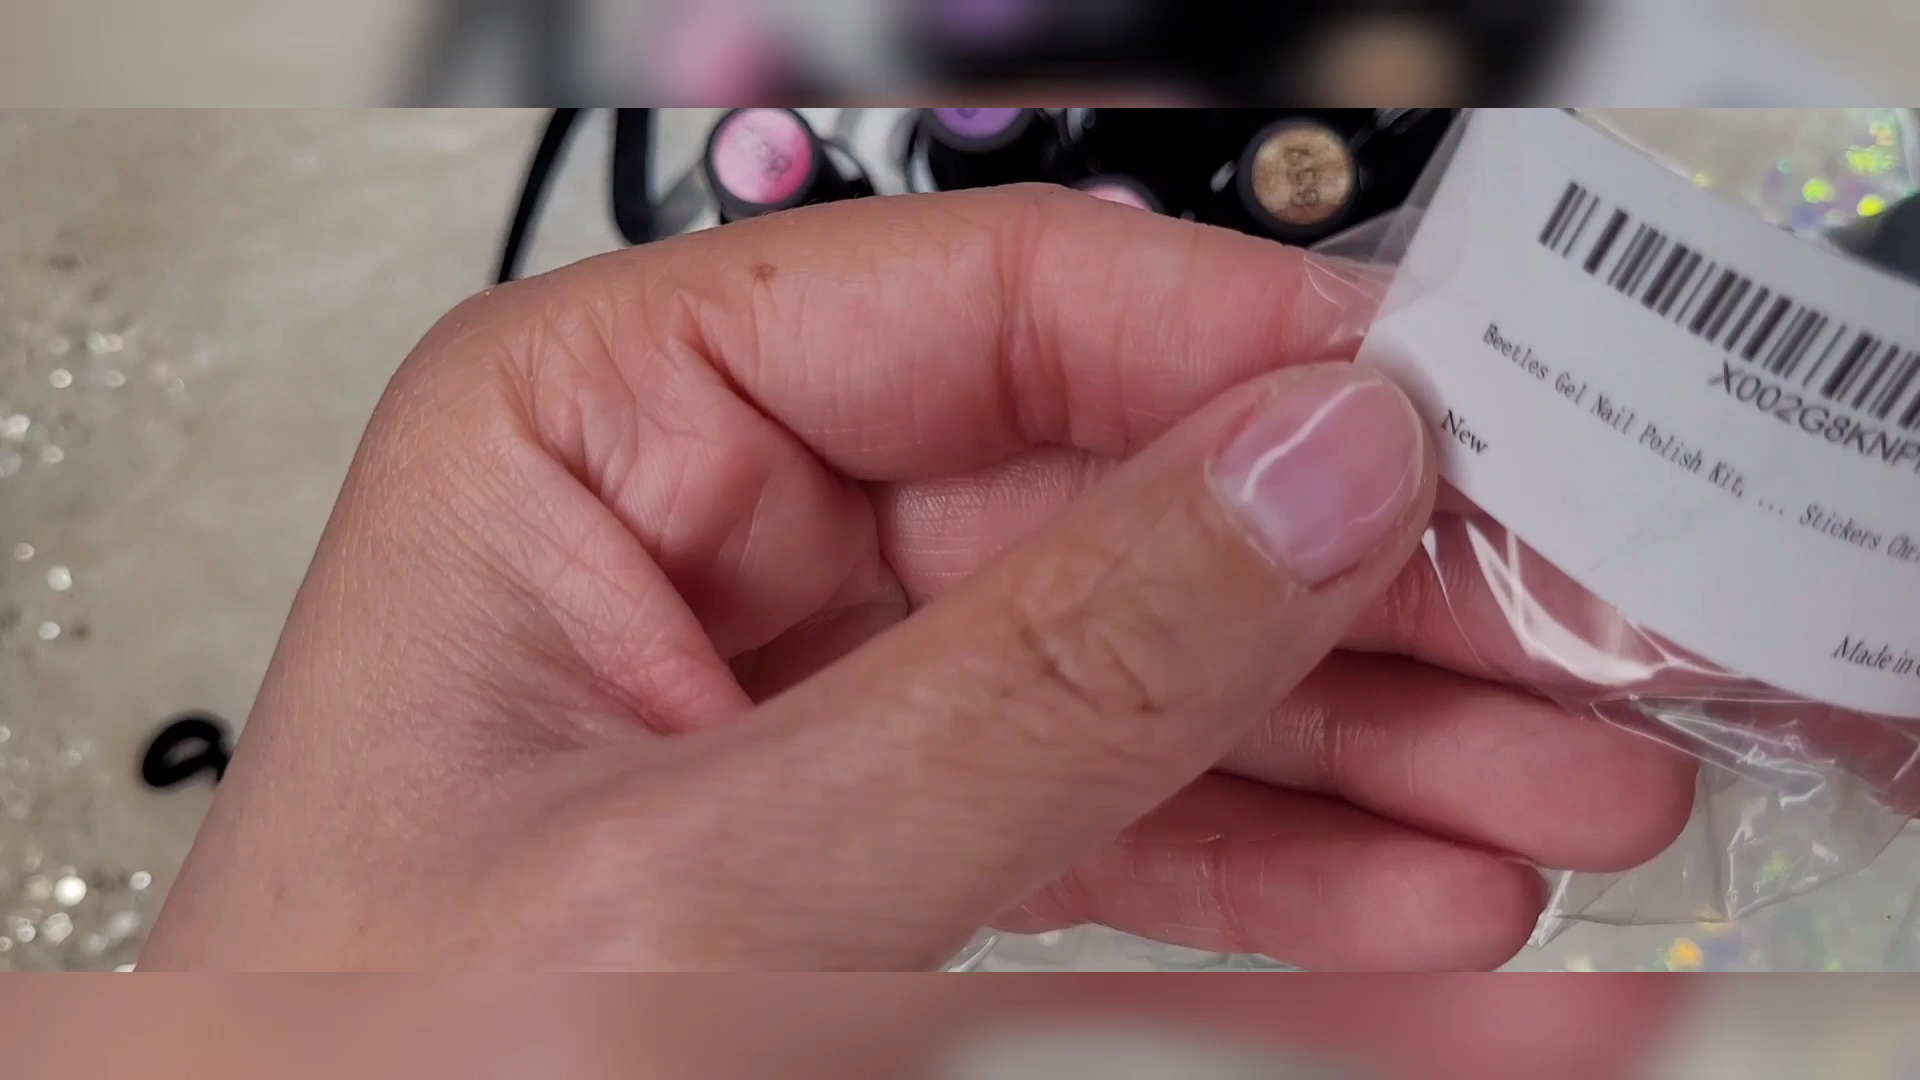 X002G8KNP
Beetles Gel Nail Polish Kit, ... Stickers Chr
New
Made in